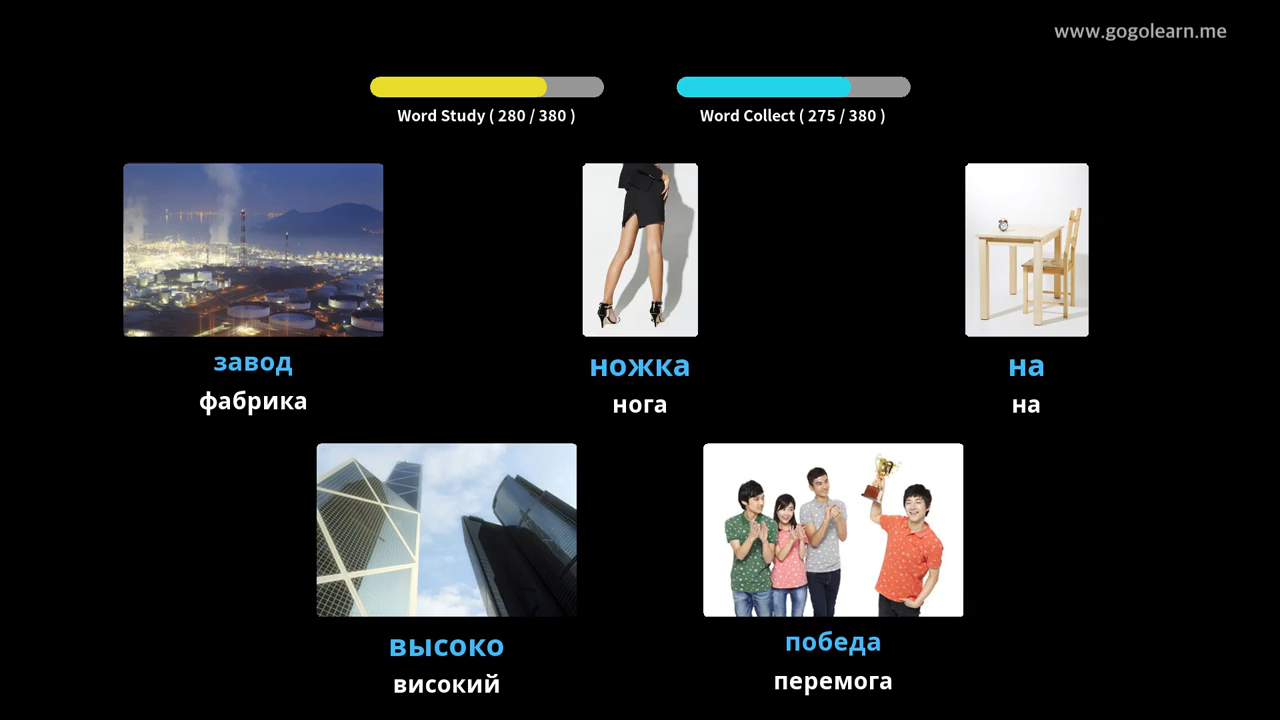 www.gogolearn.me
Word Study ( 280 / 380 )
Word Collect ( 275 / 380 )
завод
фабрика
ножка
нога
на
на
высоко
високий
победа
перемога